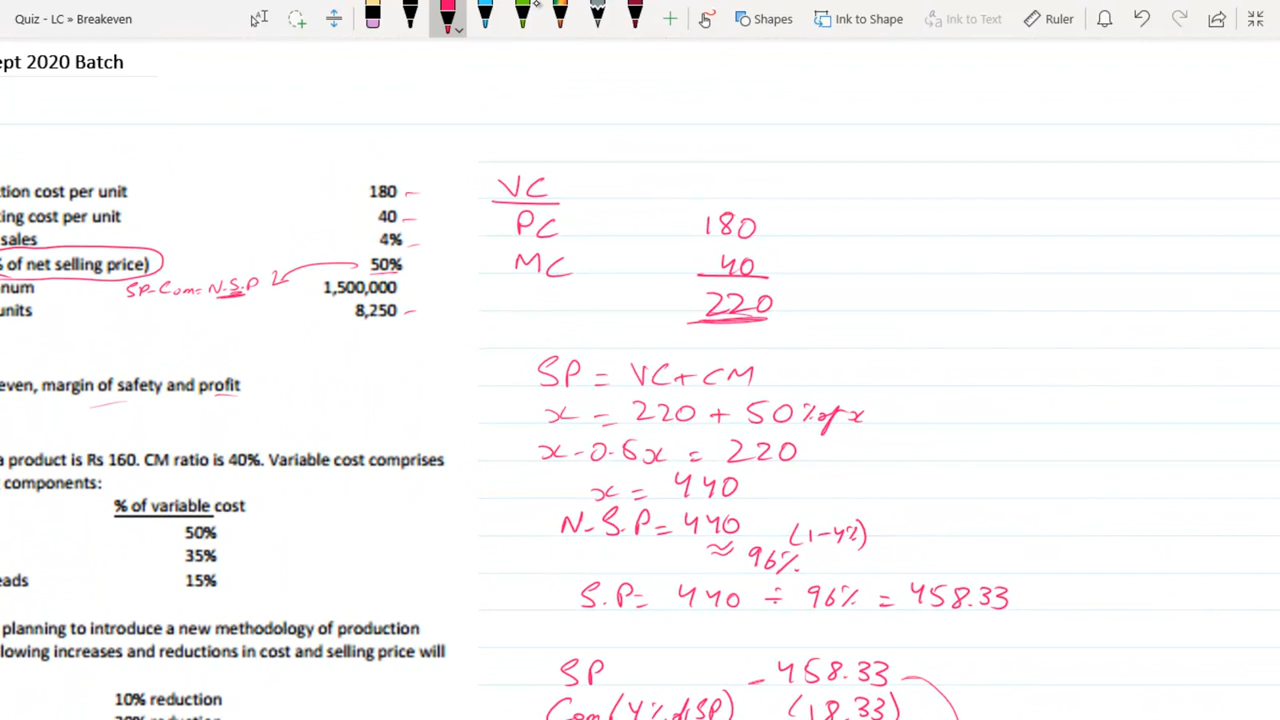 Quiz - LC » Breakeven
Shapes
Ink to Shape
Ink to Text
Ruler
ept 2020 Batch
tion cost per unit 180
ing cost per unit 40
sales 4%
% of net selling price) 50%
SP-Com= N.S.P
num 1,500,000
units 8,250
even, margin of safety and profit
a product is Rs 160. CM ratio is 40%. Variable cost comprises
components:
% of variable cost
50%
35%
eads 15%
planning to introduce a new methodology of production
lowing increases and reductions in cost and selling price will
10% reduction
VC
PC 180
MC 40
220
SP = VC+CM
x = 220 + 50% of x
x-0.5x = 220
x = 440
N-S.P= 440
≈ 96% (1-4%)
S.P= 440 ÷ 96% = 458.33
SP 458.33
Com (4% of SP) (18.33)